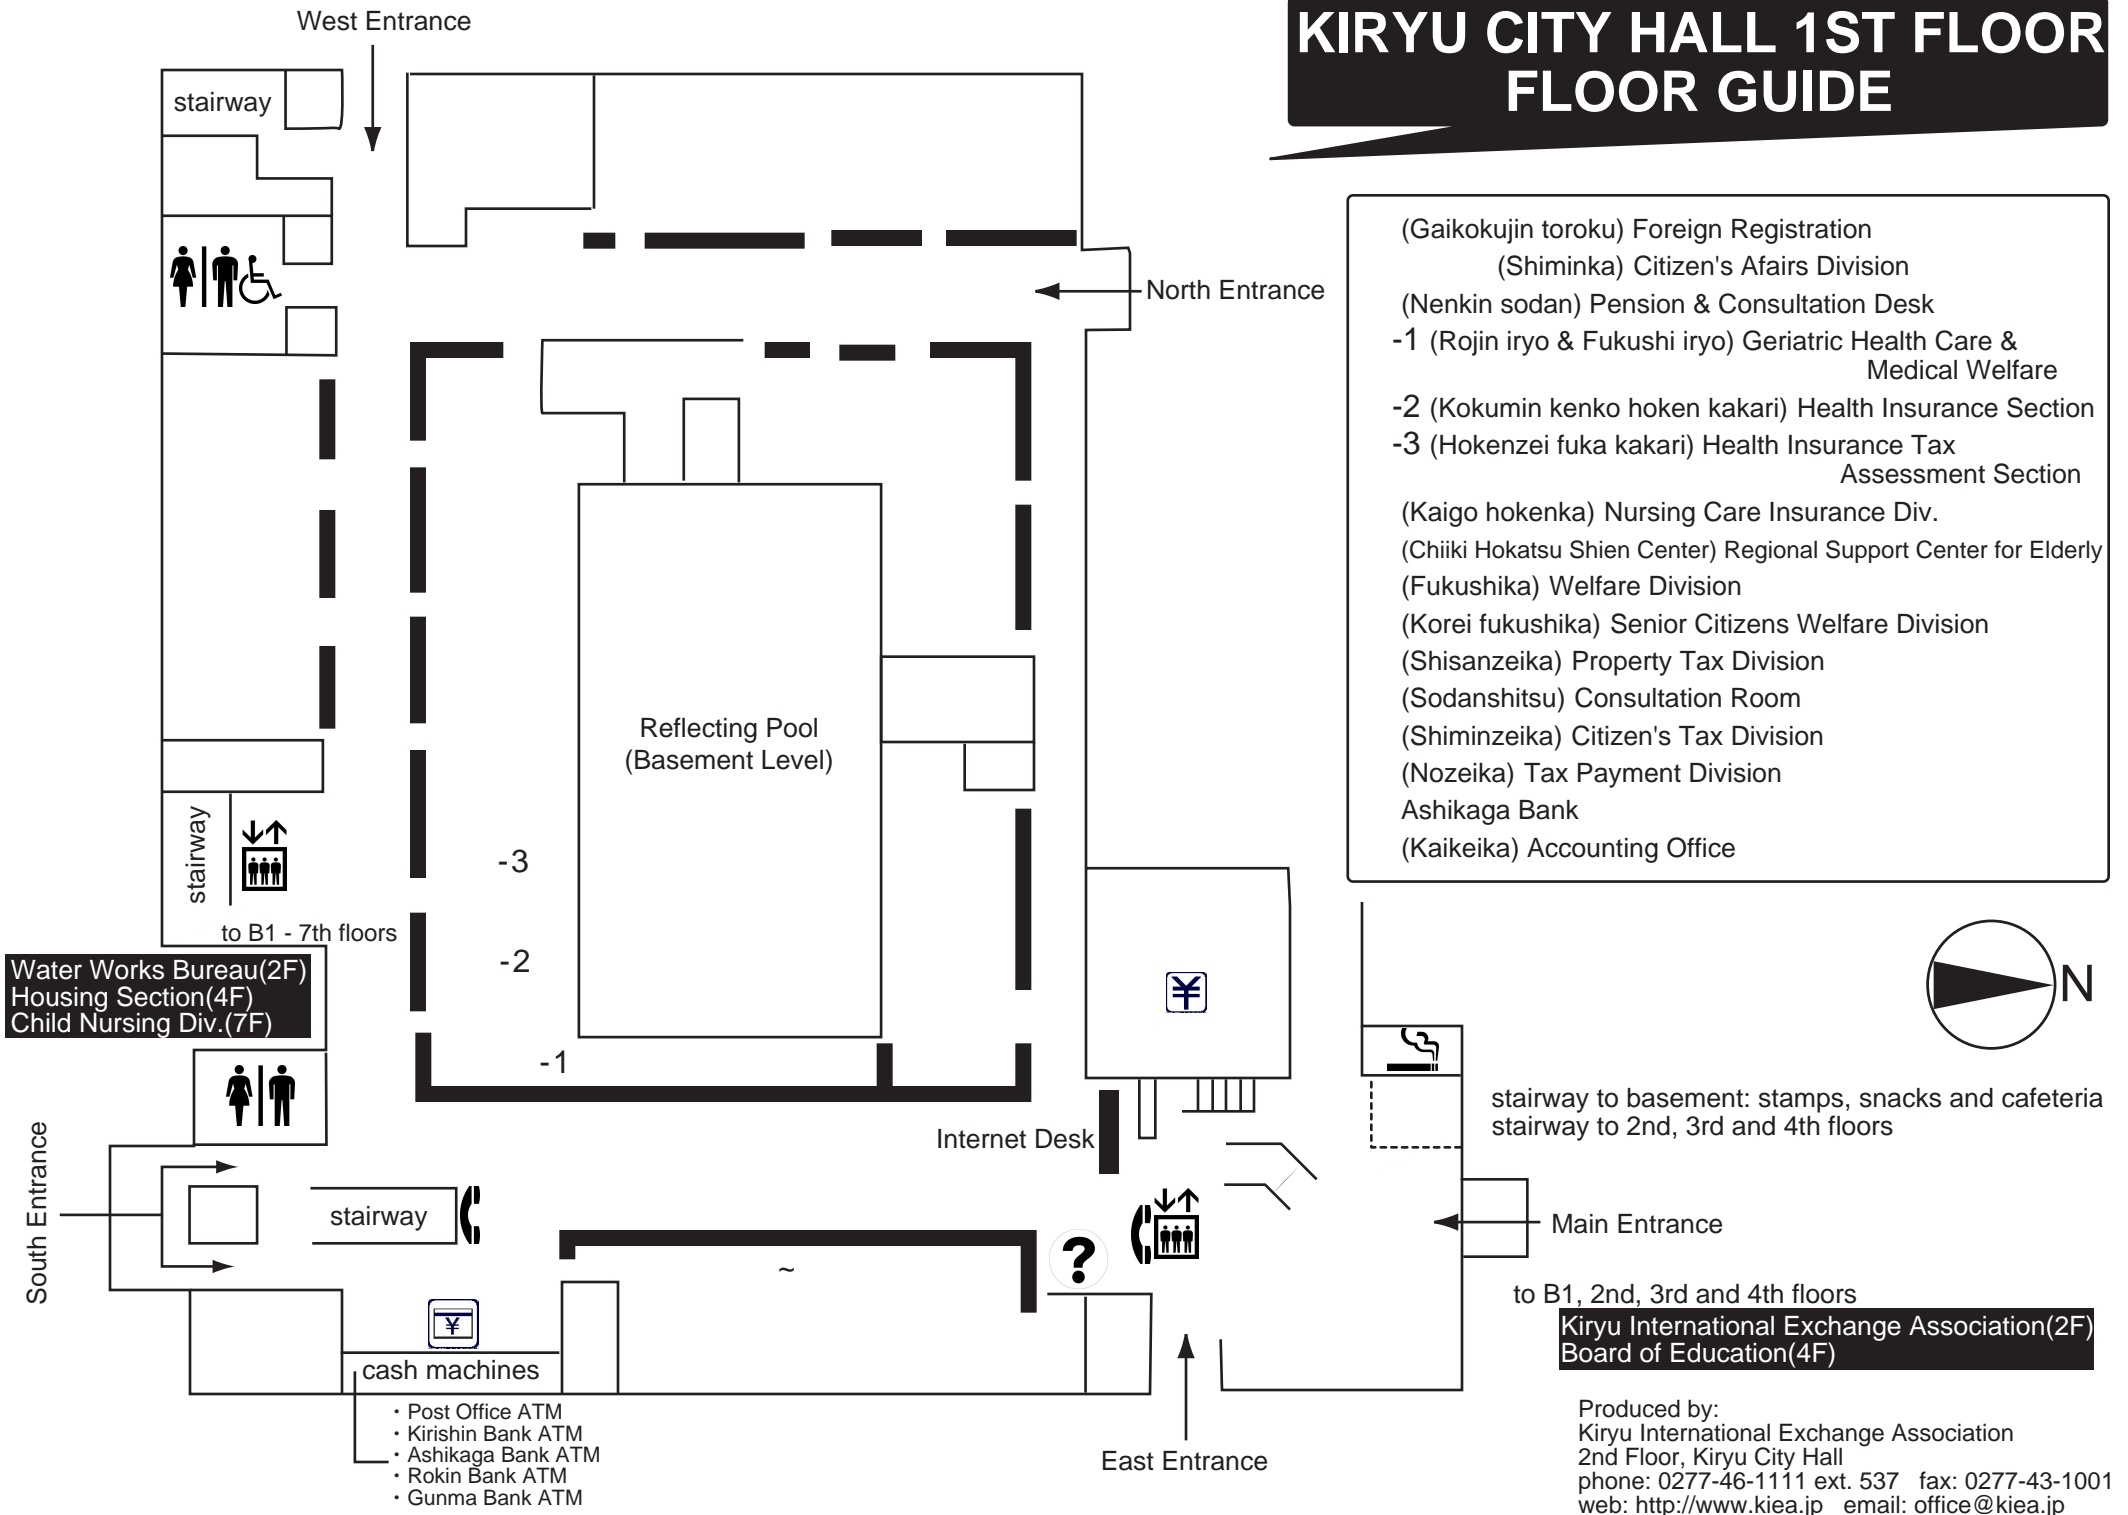 KIRYU CITY HALL 1ST FLOOR
FLOOR GUIDE
West Entrance
stairway
North Entrance
(Gaikokujin toroku) Foreign Registration
(Shiminka) Citizen's Afairs Division
(Nenkin sodan) Pension & Consultation Desk
-1 (Rojin iryo & Fukushi iryo) Geriatric Health Care &
Medical Welfare
-2 (Kokumin kenko hoken kakari) Health Insurance Section
-3 (Hokenzei fuka kakari) Health Insurance Tax
Assessment Section
(Kaigo hokenka) Nursing Care Insurance Div.
(Chiiki Hokatsu Shien Center) Regional Support Center for Elderly
(Fukushika) Welfare Division
(Korei fukushika) Senior Citizens Welfare Division
(Shisanzeika) Property Tax Division
(Sodanshitsu) Consultation Room
(Shiminzeika) Citizen's Tax Division
(Nozeika) Tax Payment Division
Ashikaga Bank
(Kaikeika) Accounting Office
Reflecting Pool
(Basement Level)
stairway
-3
to B1 - 7th floors
-2
Water Works Bureau(2F)
Housing Section(4F)
Child Nursing Div.(7F)
¥
N
-1
stairway to basement: stamps, snacks and cafeteria
stairway to 2nd, 3rd and 4th floors
Internet Desk
South Entrance
stairway
Main Entrance
?
~
to B1, 2nd, 3rd and 4th floors
Kiryu International Exchange Association(2F)
Board of Education(4F)
¥
cash machines
・Post Office ATM
・Kirishin Bank ATM
・Ashikaga Bank ATM
・Rokin Bank ATM
・Gunma Bank ATM
East Entrance
Produced by:
Kiryu International Exchange Association
2nd Floor, Kiryu City Hall
phone: 0277-46-1111 ext. 537 fax: 0277-43-1001
web: http://www.kiea.jp email: office@kiea.jp